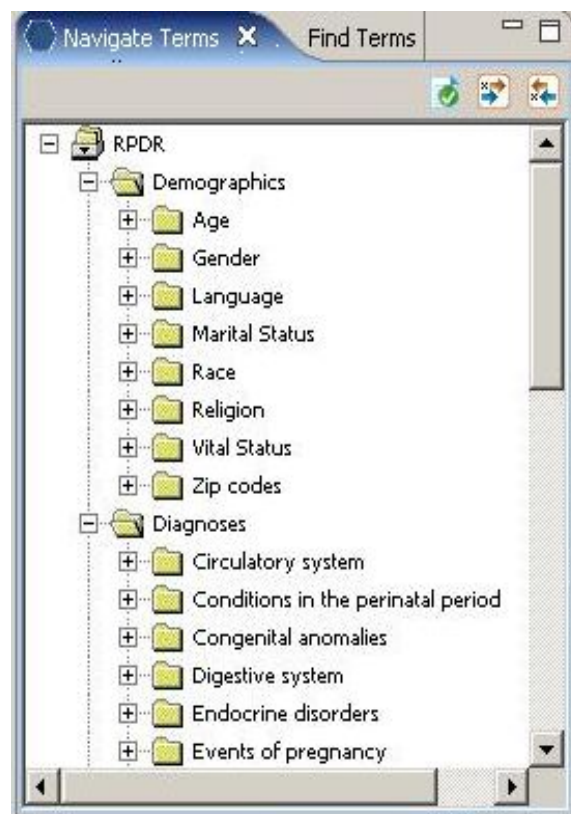 Navigate Terms Find Terms
RPDR
Demographics
Age
Gender
Language
Marital Status
Race
Religion
Vital Status
Zip codes
Diagnoses
Circulatory system
Conditions in the perinatal period
Congenital anomalies
Digestive system
Endocrine disorders
Events of pregnancy